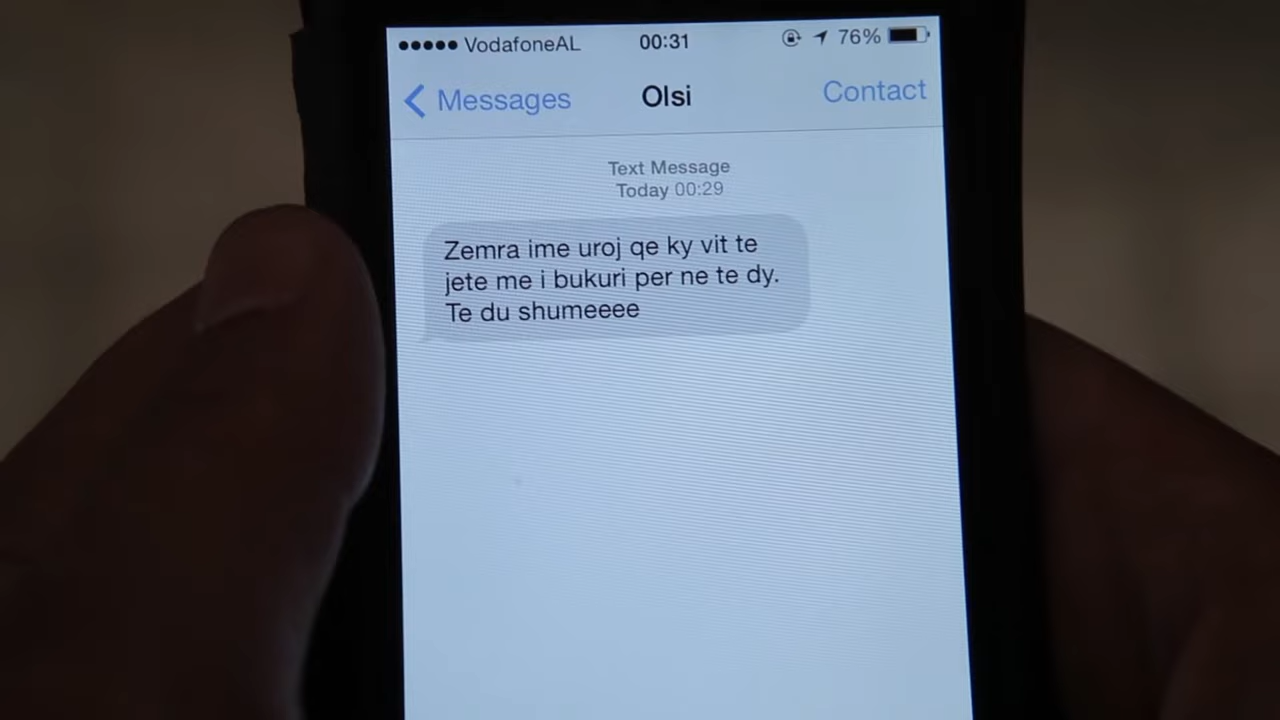 VodafoneAL 00:31 76%
Messages Olsi Contact
Text Message
Today 00:29
Zemra ime uroj qe ky vit te
jete me i bukuri per ne te dy.
Te du shumeeee